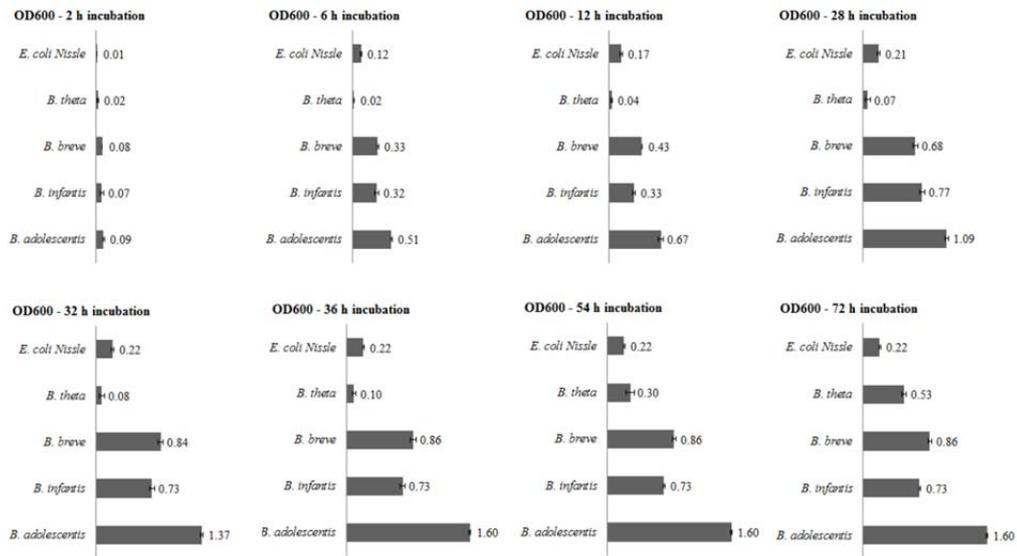 OD600 - 2 h incubation
E. coli Nissle 0.01
B. theta 0.02
B. breve 0.08
B. infantis 0.07
B. adolescentis 0.09
OD600 - 6 h incubation
E. coli Nissle 0.12
B. theta 0.02
B. breve 0.33
B. infantis 0.32
B. adolescentis 0.51
OD600 - 12 h incubation
E. coli Nissle 0.17
B. theta 0.04
B. breve 0.43
B. infantis 0.33
B. adolescentis 0.67
OD600 - 28 h incubation
E. coli Nissle 0.21
B. theta 0.07
B. breve 0.68
B. infantis 0.77
B. adolescentis 1.09
OD600 - 32 h incubation
E. coli Nissle 0.22
B. theta 0.08
B. breve 0.84
B. infantis 0.73
B. adolescentis 1.37
OD600 - 36 h incubation
E. coli Nissle 0.22
B. theta 0.10
B. breve 0.86
B. infantis 0.73
B. adolescentis 1.60
OD600 - 54 h incubation
E. coli Nissle 0.22
B. theta 0.30
B. breve 0.86
B. infantis 0.73
B. adolescentis 1.60
OD600 - 72 h incubation
E. coli Nissle 0.22
B. theta 0.53
B. breve 0.86
B. infantis 0.73
B. adolescentis 1.60